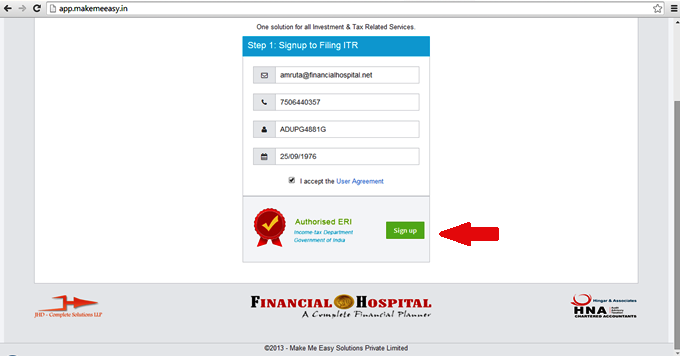 app.makemeeasy.in
One solution for all Investment & Tax Related Services.
Step 1: Signup to Filing ITR
amruta@financialhospital.net
7506440357
ADUPG4881G
25/09/1976
I accept the User Agreement
Authorised ERI
Income-tax Department
Government of India
Sign up
JHD - Complete Solutions LLP
FINANCIAL HOSPITAL
A Complete Financial Planner
Hingar & Associates
HNA
CHARTERED ACCOUNTANTS
©2013 - Make Me Easy Solutions Private Limited